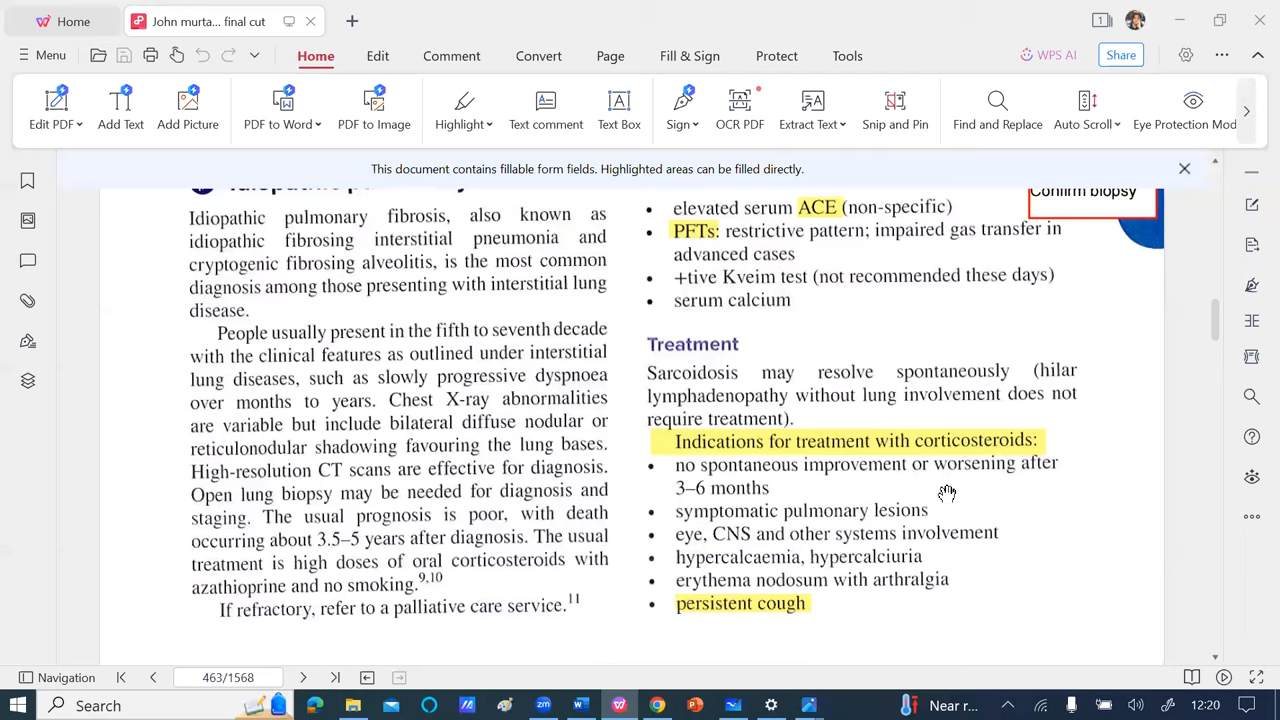 Home
John murta... final cut
1
Menu
Home
Edit
Comment
Convert
Page
Fill & Sign
Protect
Tools
WPS AI
Share
Edit PDF
Add Text
Add Picture
PDF to Word
PDF to Image
Highlight
Text comment
Text Box
Sign
OCR PDF
Extract Text
Snip and Pin
Find and Replace
Auto Scroll
Eye Protection Mod
This document contains fillable form fields. Highlighted areas can be filled directly.
Idiopathic pulmonary fibrosis, also known as
idiopathic fibrosing interstitial pneumonia and
cryptogenic fibrosing alveolitis, is the most common
diagnosis among those presenting with interstitial lung
disease.
People usually present in the fifth to seventh decade
with the clinical features as outlined under interstitial
lung diseases, such as slowly progressive dyspnoea
over months to years. Chest X-ray abnormalities
are variable but include bilateral diffuse nodular or
reticulonodular shadowing favouring the lung bases.
High-resolution CT scans are effective for diagnosis.
Open lung biopsy may be needed for diagnosis and
staging. The usual prognosis is poor, with death
occurring about 3.5–5 years after diagnosis. The usual
treatment is high doses of oral corticosteroids with
azathioprine and no smoking.9,10
If refractory, refer to a palliative care service.11
Confirm biopsy
• elevated serum ACE (non-specific)
• PFTs: restrictive pattern; impaired gas transfer in
advanced cases
• +tive Kveim test (not recommended these days)
• serum calcium
Treatment
Sarcoidosis may resolve spontaneously (hilar
lymphadenopathy without lung involvement does not
require treatment).
Indications for treatment with corticosteroids:
• no spontaneous improvement or worsening after
3–6 months
• symptomatic pulmonary lesions
• eye, CNS and other systems involvement
• hypercalcaemia, hypercalciuria
• erythema nodosum with arthralgia
• persistent cough
Navigation
463/1568
Search
Near r...
12:20